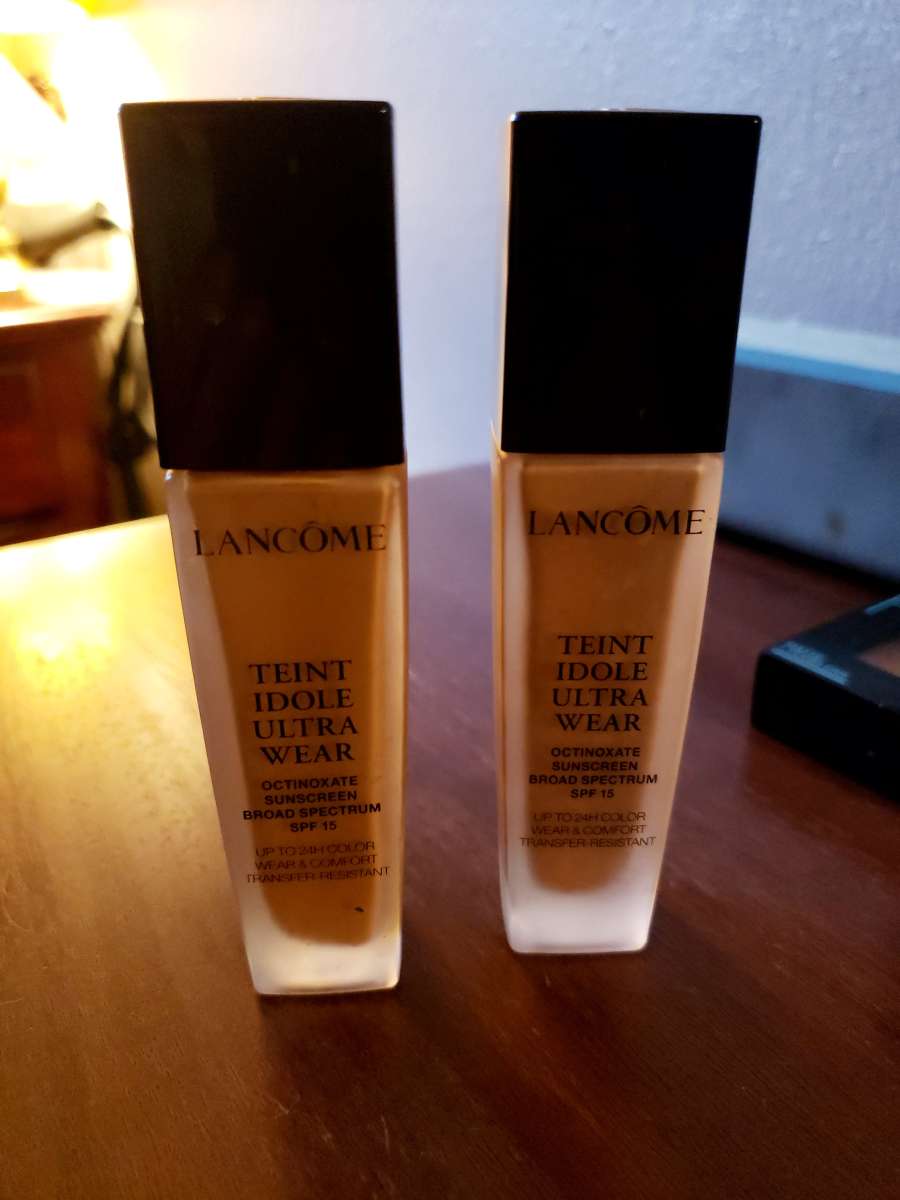 LANCÔME
TEINT
IDOLE
ULTRA
WEAR
OCTINOXATE
SUNSCREEN
BROAD SPECTRUM
SPF 15
UP TO 24H COLOR
WEAR & COMFORT
TRANSFER-RESISTANT
LANCÔME
TEINT
IDOLE
ULTRA
WEAR
OCTINOXATE
SUNSCREEN
BROAD SPECTRUM
SPF 15
UP TO 24H COLOR
WEAR & COMFORT
TRANSFER-RESISTANT